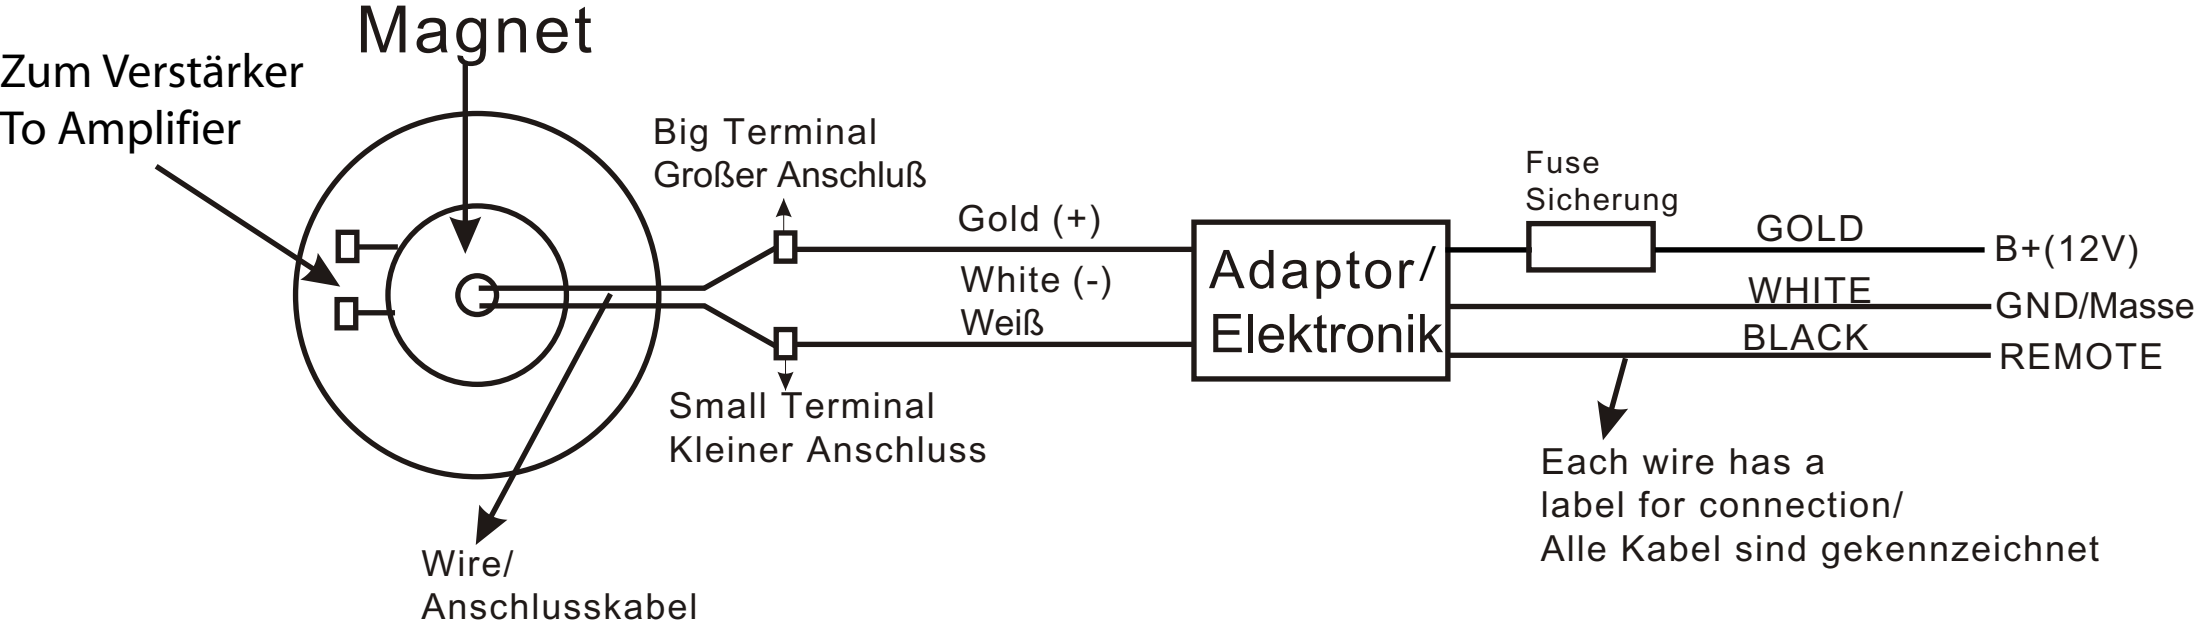 Magnet
Zum Verstärker
To Amplifier
Big Terminal
Großer Anschluß
Gold (+)
White (-)
Weiß
Small Terminal
Kleiner Anschluss
Wire/
Anschlusskabel
Adaptor/
Elektronik
Fuse
Sicherung
GOLD
B+(12V)
WHITE
GND/Masse
BLACK
REMOTE
Each wire has a
label for connection/
Alle Kabel sind gekennzeichnet